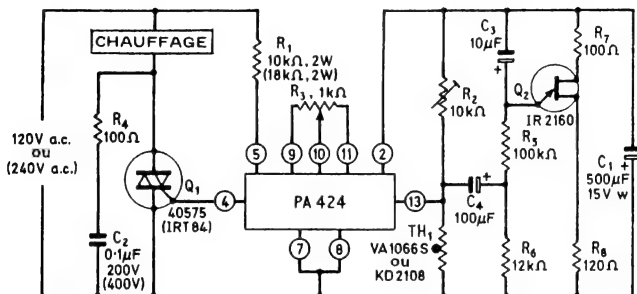 CHAUFFAGE
120V a.c.
ou
(240V a.c.)
R4
100Ω
C2
0·1µF
200V
(400V)
Q1
40575
(IRT84)
R1
10kΩ, 2W
(18kΩ, 2W)
R3, 1kΩ
5
9
10
11
2
4
PA 424
13
7
8
R2
10kΩ
C4
100µF
+
TH1
VA1066S
ou
KD2108
C3
10µF
+
Q2
IR 2160
R5
100kΩ
R6
12kΩ
R7
100Ω
R8
120Ω
C1
+
500µF
15V w